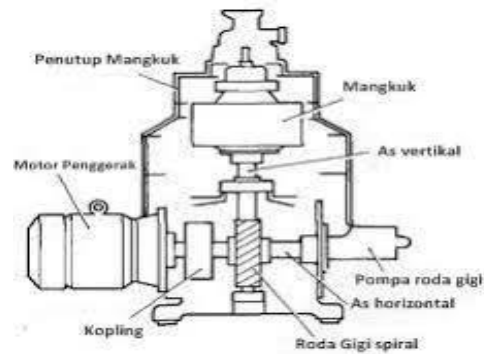 Penutup Mangkuk
Mangkuk
As vertikal
Motor Penggerak
Pompa roda gigi
As horizontal
Kopling
Roda Gigi spiral